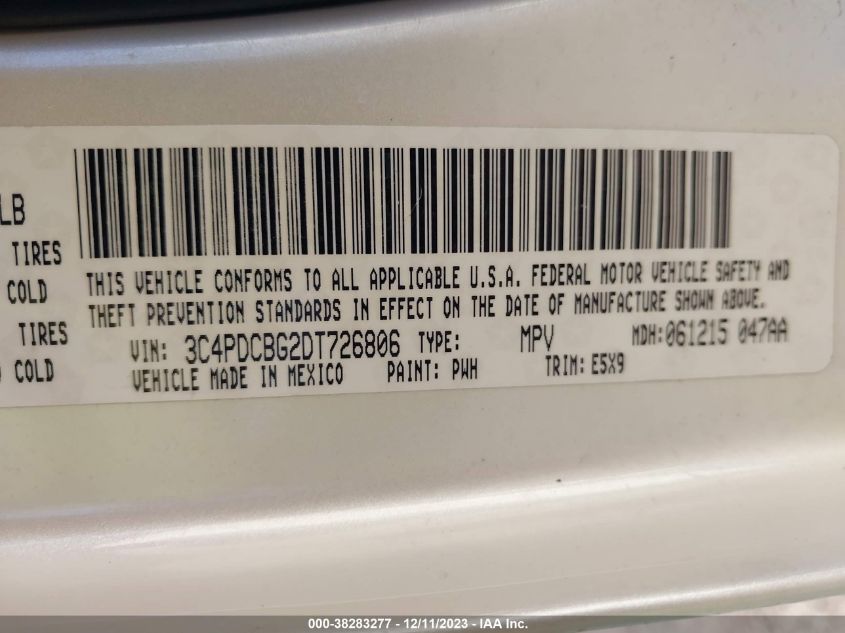 LB
TIRES
COLD
TIRES
COLD
THIS VEHICLE CONFORMS TO ALL APPLICABLE U.S.A. FEDERAL MOTOR VEHICLE SAFETY AND
THEFT PREVENTION STANDARDS IN EFFECT ON THE DATE OF MANUFACTURE SHOWN ABOVE.
VIN: 3C4PDCBG2DT726806 TYPE: MPV MDH:061215 047AA
VEHICLE MADE IN MEXICO PAINT: PWH TRIM: E5X9
000-38283277 - 12/11/2023 - IAA Inc.